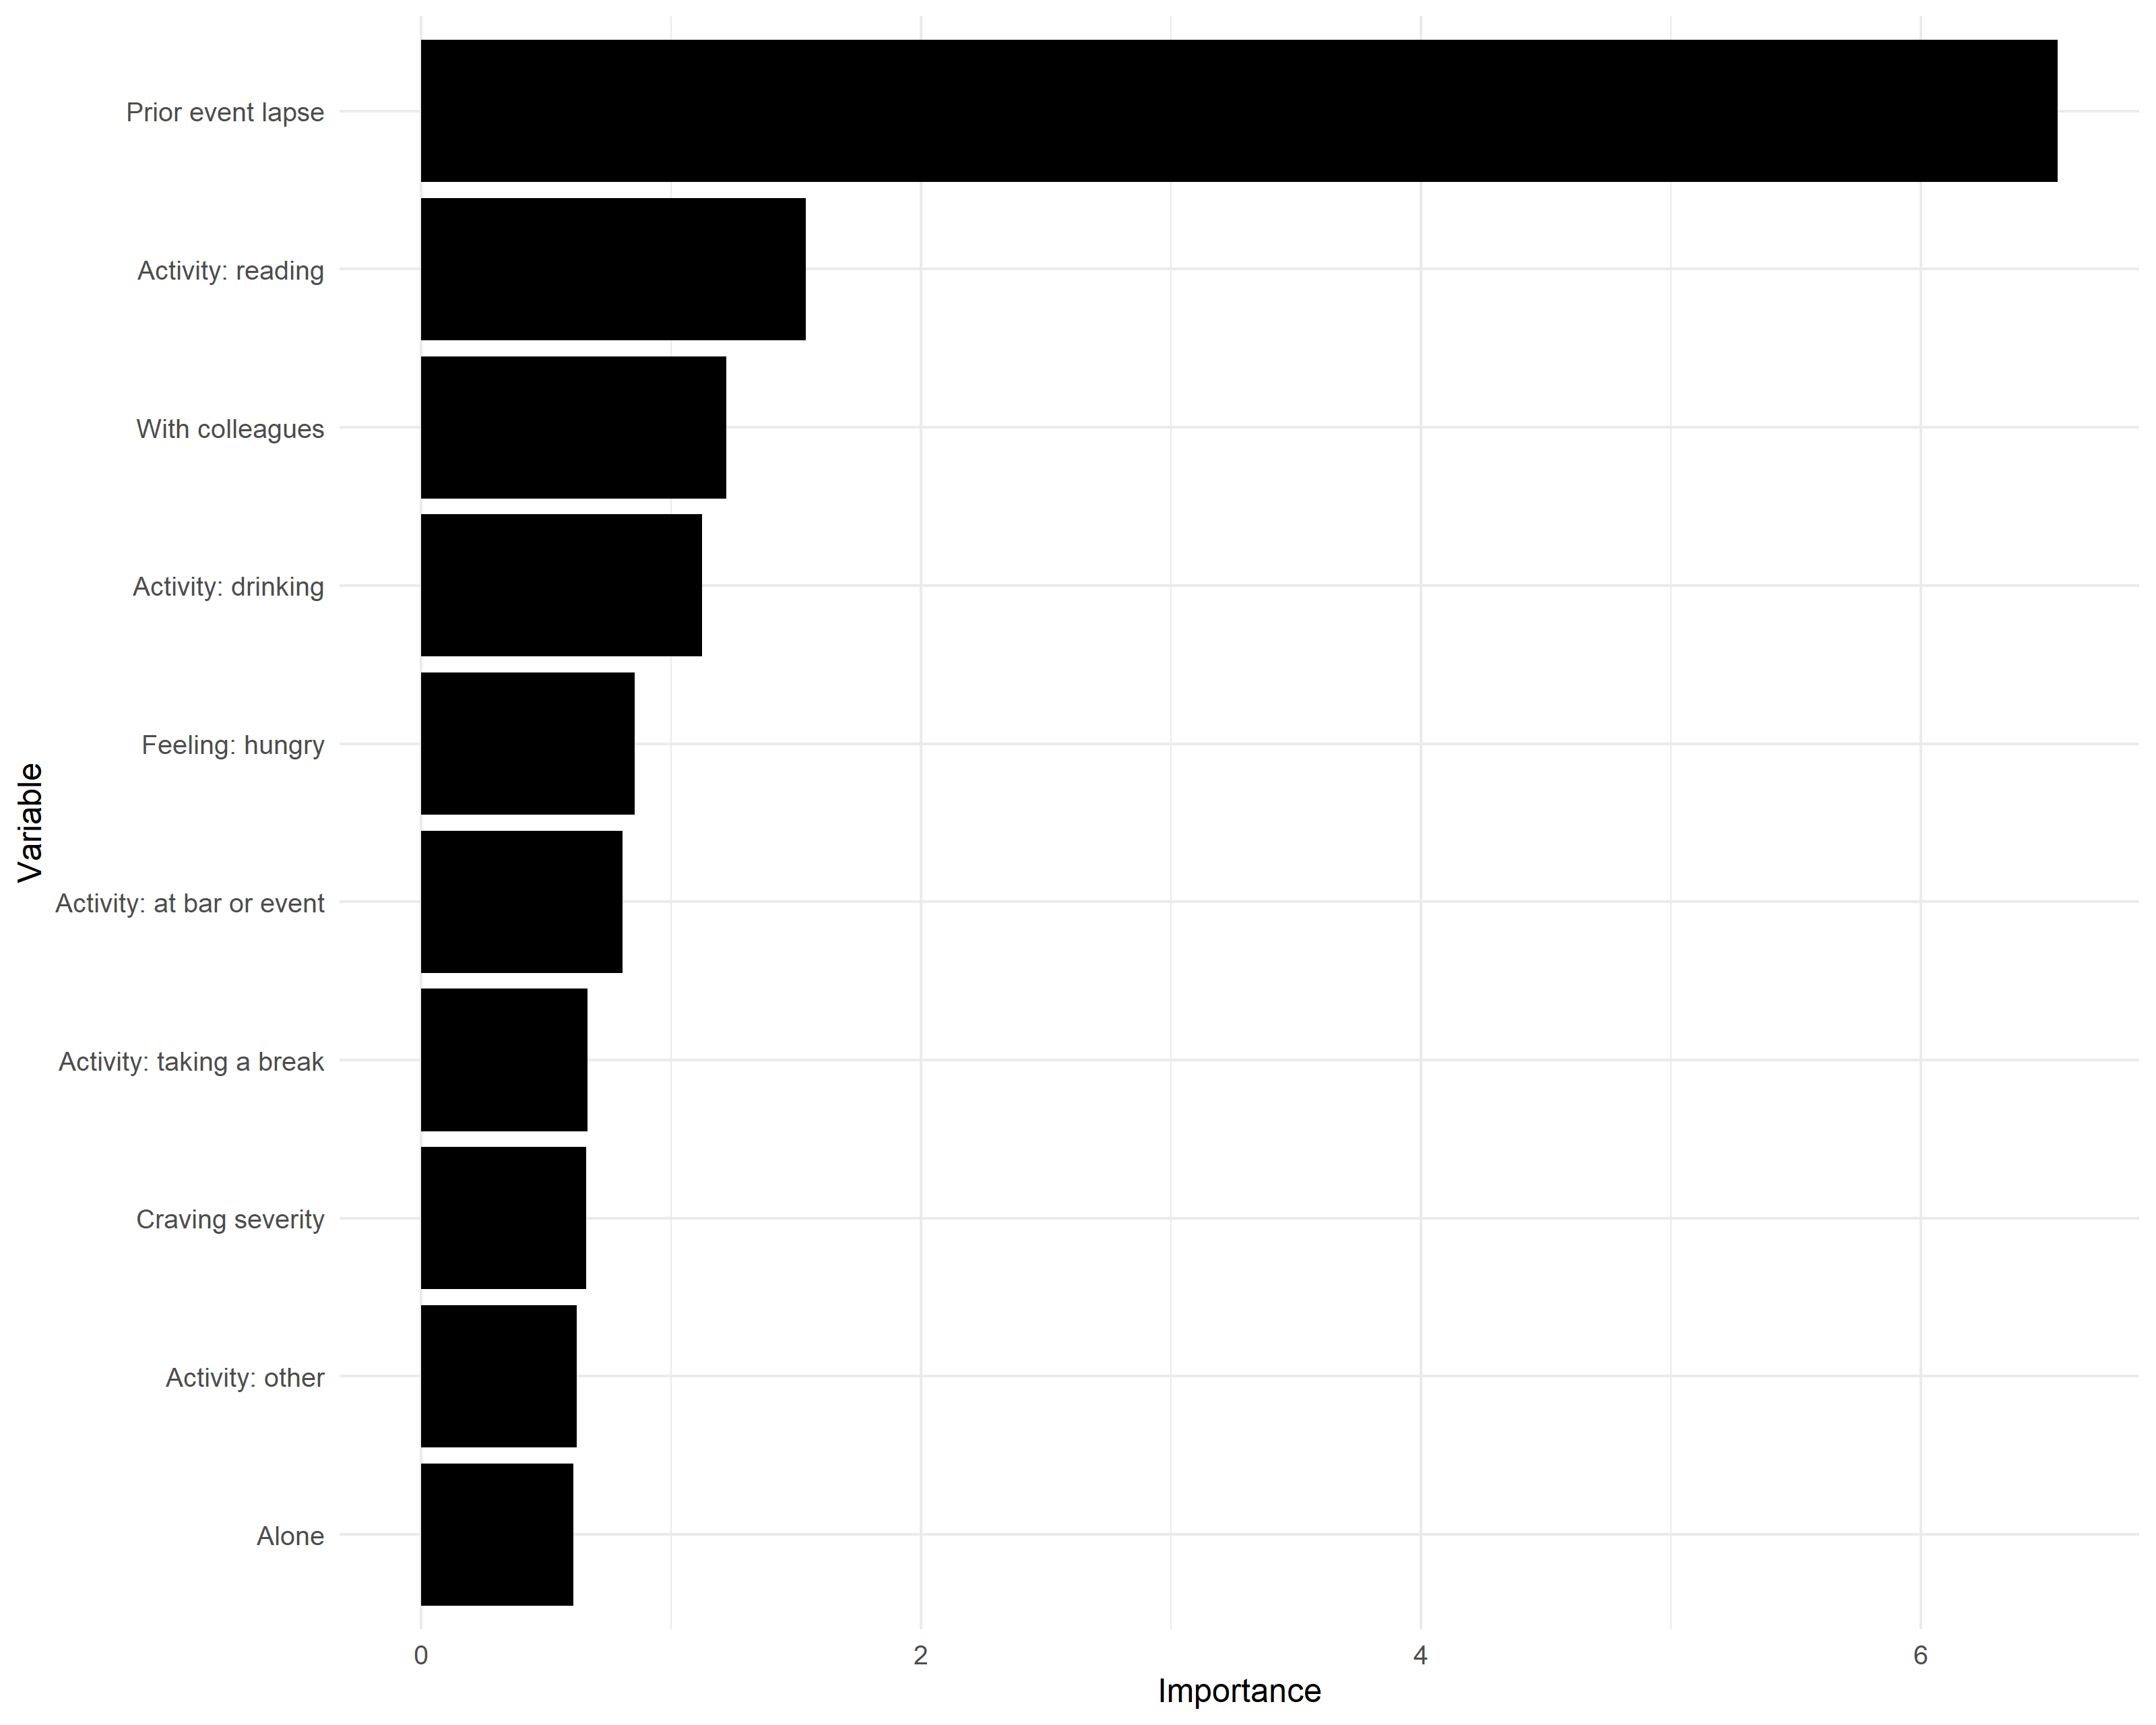 Prior event lapse
Activity: reading
With colleagues
Activity: drinking
Feeling: hungry
Variable
Activity: at bar or event
Activity: taking a break
Craving severity
Activity: other
Alone
0 2 4 6
Importance